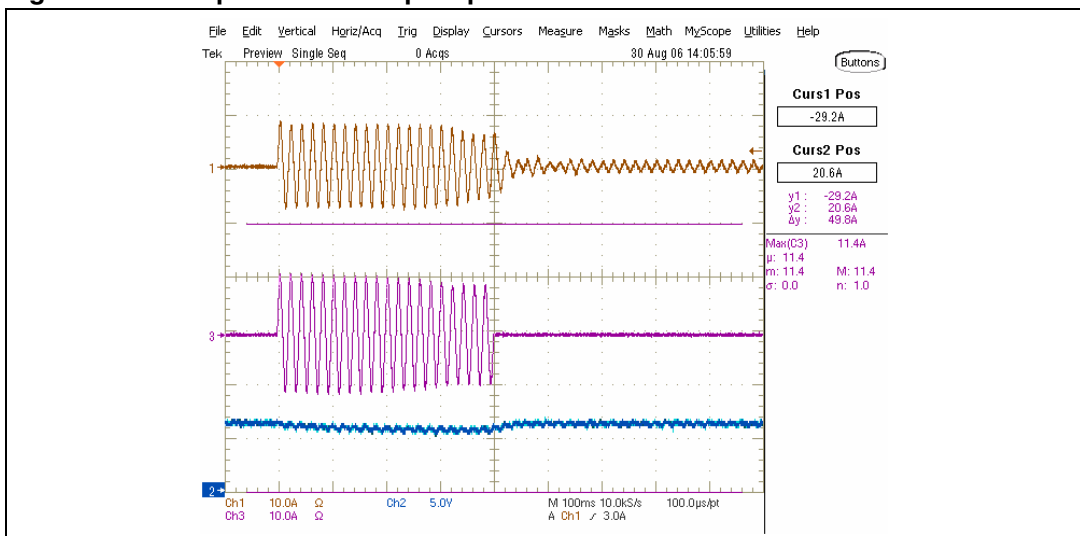 File Edit Vertical Horiz/Acq Trig Display Cursors Measure Masks Math MyScope Utilities Help
Tek Preview Single Seq 0 Acqs 30 Aug 06 14:05:59
Buttons
Curs1 Pos
-29.2A
Curs2 Pos
20.6A
y1 : -29.2A
y2 : 20.6A
Δy : 49.8A
Max(C3) 11.4A
µ: 11.4
m: 11.4 M: 11.4
σ: 0.0 n: 1.0
1
3
2
Ch1 10.0A Ω Ch2 5.0V M 100ms 10.0kS/s 100.0µs/pt
Ch3 10.0A Ω A Ch1 ∕ 3.0A